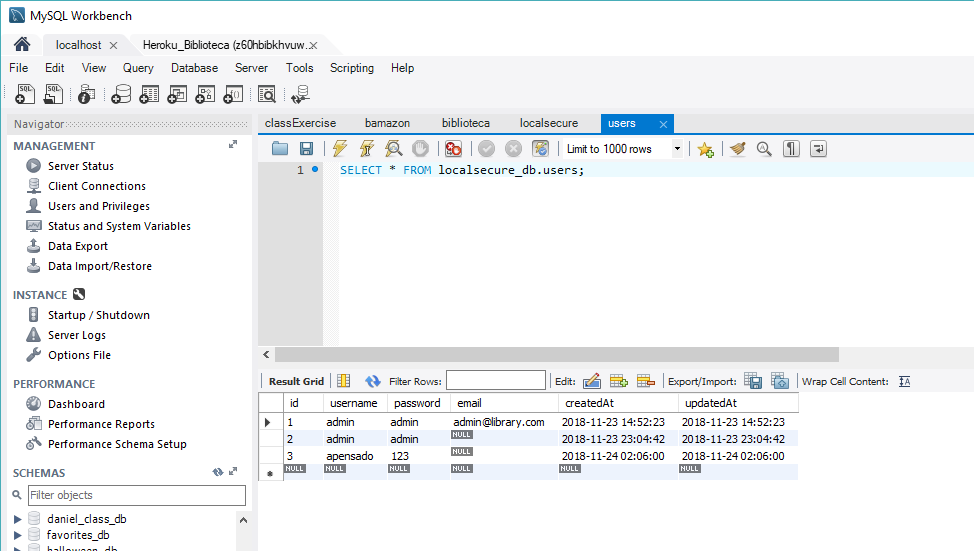 MySQL Workbench
localhost
Heroku_Biblioteca (z60hbibkhvuw...
File Edit View Query Database Server Tools Scripting Help
Navigator
MANAGEMENT
Server Status
Client Connections
Users and Privileges
Status and System Variables
Data Export
Data Import/Restore
INSTANCE
Startup / Shutdown
Server Logs
Options File
PERFORMANCE
Dashboard
Performance Reports
Performance Schema Setup
SCHEMAS
Filter objects
daniel_class_db
favorites_db
halloween_db
classExercise bamazon biblioteca localsecure users
Limit to 1000 rows
1 SELECT * FROM localsecure_db.users;
Result Grid Filter Rows: Edit: Export/Import: Wrap Cell Content:
id username password email createdAt updatedAt
1 admin admin admin@library.com 2018-11-23 14:52:23 2018-11-23 14:52:23
2 admin admin NULL 2018-11-23 23:04:42 2018-11-23 23:04:42
3 apensado 123 NULL 2018-11-24 02:06:00 2018-11-24 02:06:00
NULL NULL NULL NULL NULL NULL